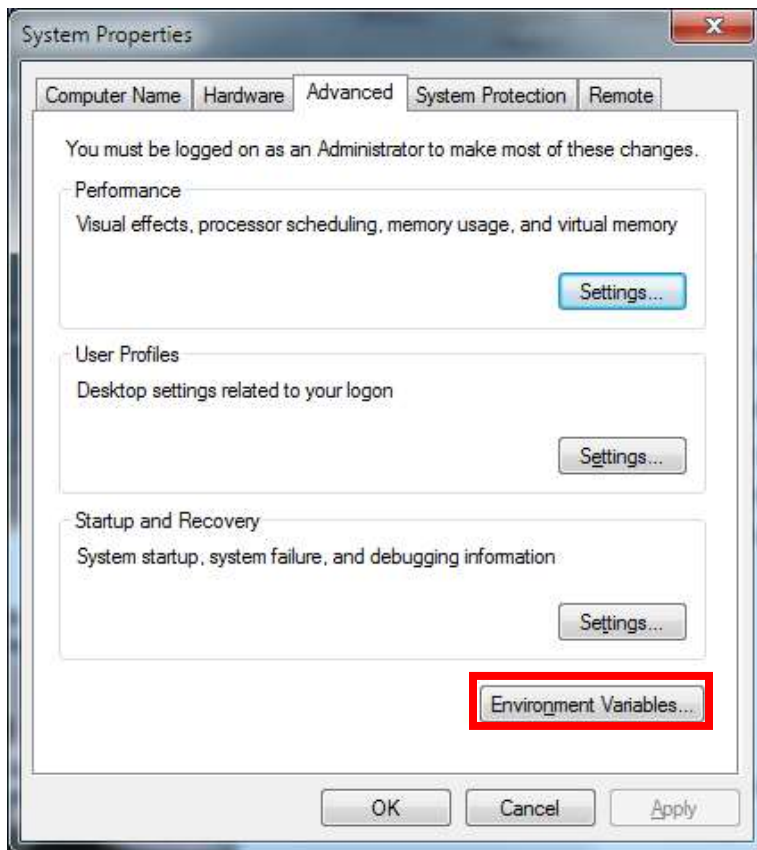 System Properties
Computer Name Hardware Advanced System Protection Remote
You must be logged on as an Administrator to make most of these changes.
Performance
Visual effects, processor scheduling, memory usage, and virtual memory
Settings...
User Profiles
Desktop settings related to your logon
Settings...
Startup and Recovery
System startup, system failure, and debugging information
Settings...
Environment Variables...
OK Cancel Apply